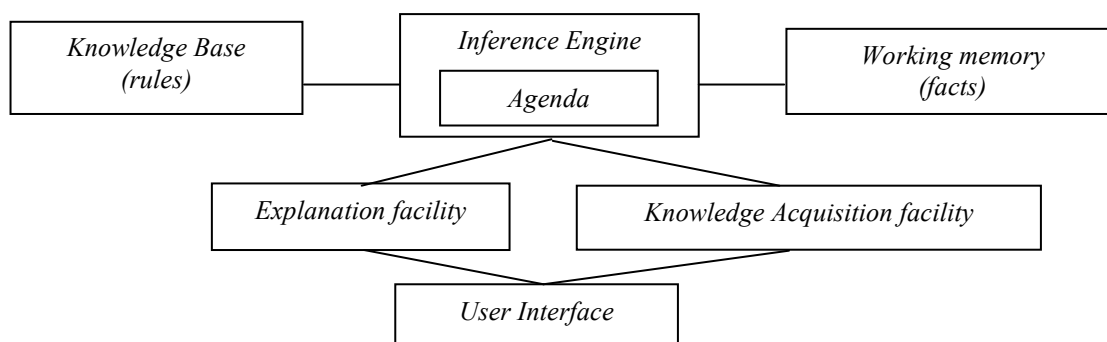 Knowledge Base
(rules)
Inference Engine
Agenda
Working memory
(facts)
Explanation facility
Knowledge Acquisition facility
User Interface